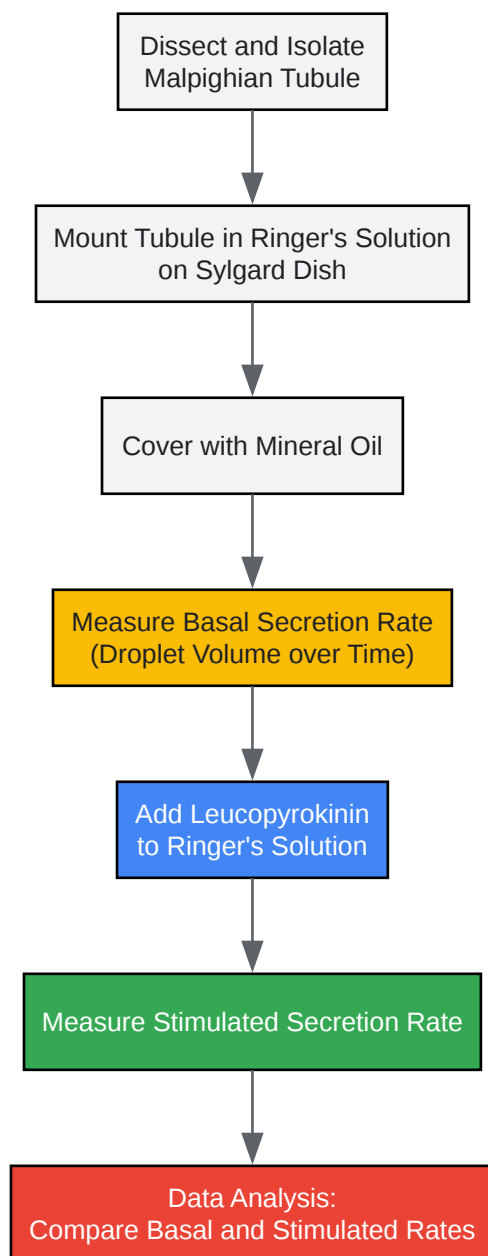 Dissect and Isolate
Malpighian Tubule
Mount Tubule in Ringer's Solution
on Sylgard Dish
Cover with Mineral Oil
Measure Basal Secretion Rate
(Droplet Volume over Time)
Add Leucopyrokinin
to Ringer's Solution
Measure Stimulated Secretion Rate
Data Analysis:
Compare Basal and Stimulated Rates